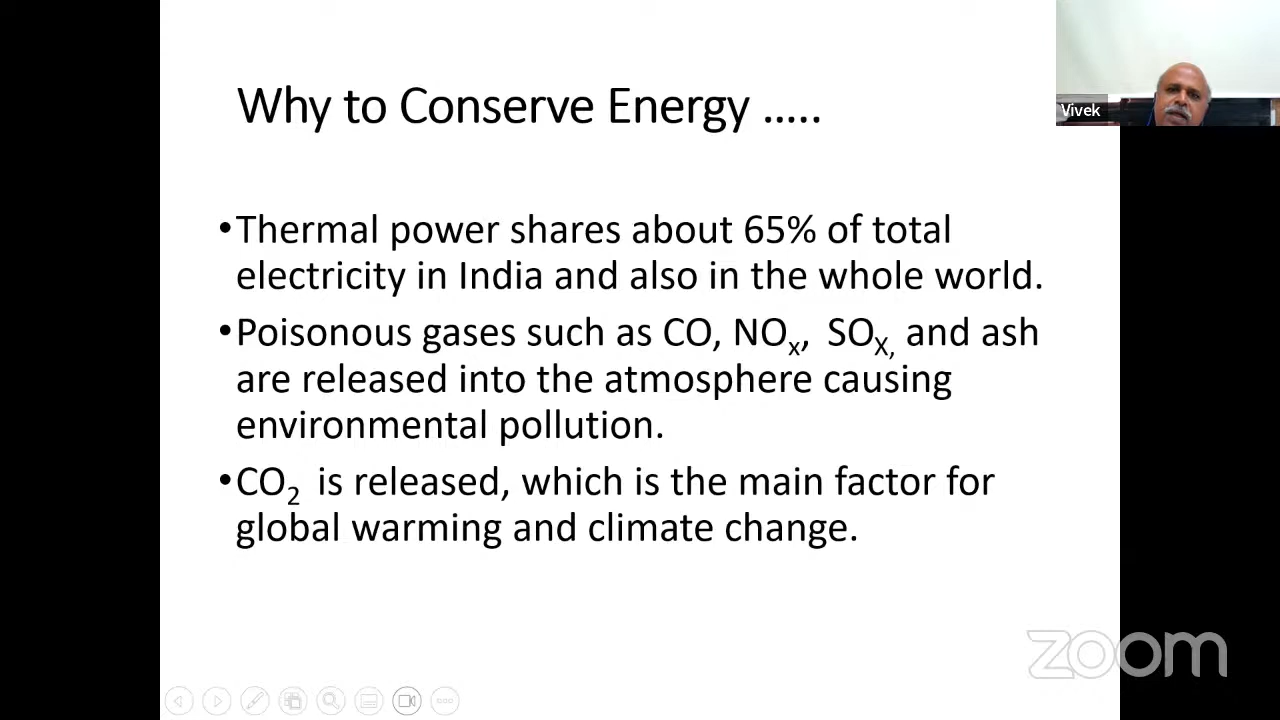 Why to Conserve Energy .....
Vivek
•Thermal power shares about 65% of total
electricity in India and also in the whole world.
•Poisonous gases such as CO, NOx, SOX, and ash
are released into the atmosphere causing
environmental pollution.
•CO2 is released, which is the main factor for
global warming and climate change.
zoom